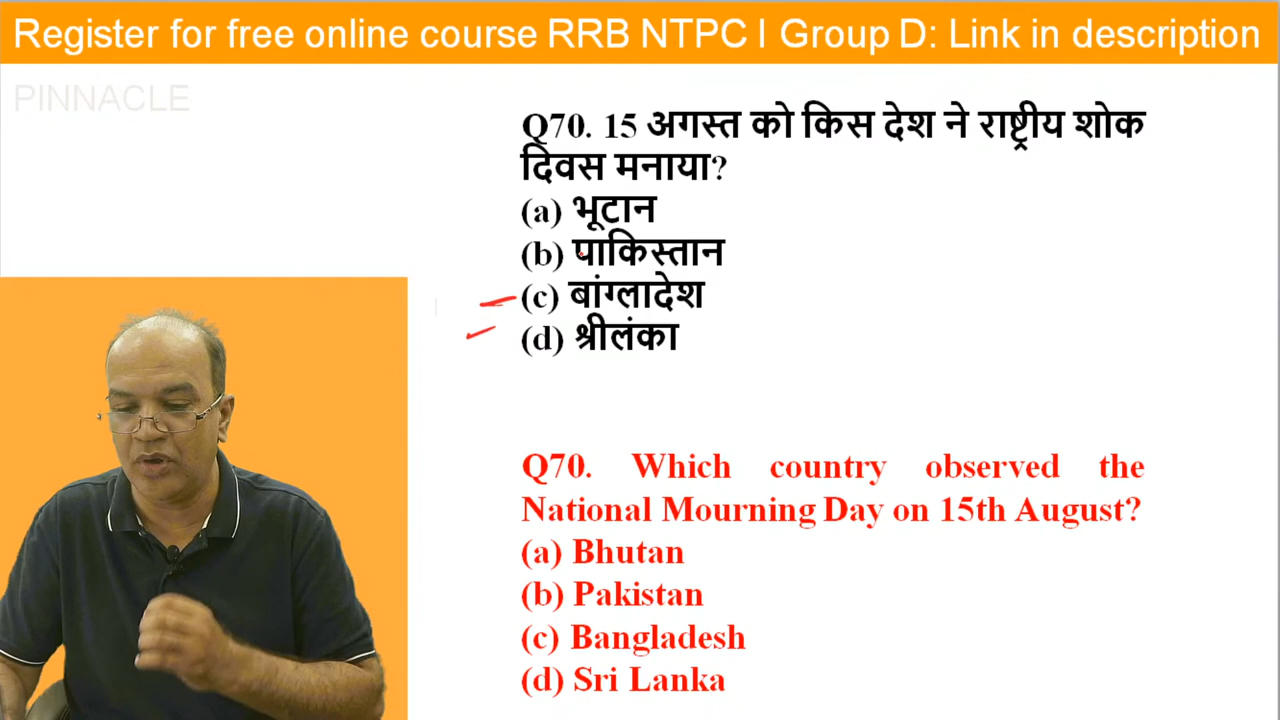 Register for free online course RRB NTPC I Group D: Link in description
PINNACLE
Q70. 15 अगस्त को किस देश ने राष्ट्रीय शोक
दिवस मनाया?
(a) भूटान
(b) पाकिस्तान
(c) बांग्लादेश
(d) श्रीलंका
Q70. Which country observed the
National Mourning Day on 15th August?
(a) Bhutan
(b) Pakistan
(c) Bangladesh
(d) Sri Lanka